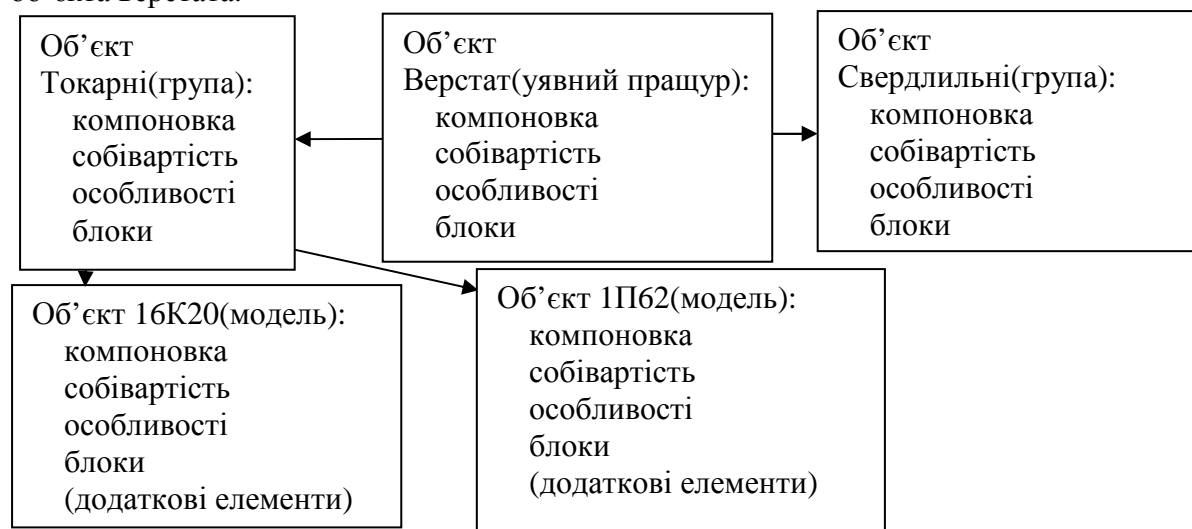 об’єкта верстата.
Об’єкт
Токарні(група):
компоновка
собівартість
особливості
блоки
Об’єкт
Верстат(уявний пращур):
компоновка
собівартість
особливості
блоки
Об’єкт
Свердлильні(група):
компоновка
собівартість
особливості
блоки
Об’єкт 16К20(модель):
компоновка
собівартість
особливості
блоки
(додаткові елементи)
Об’єкт 1П62(модель):
компоновка
собівартість
особливості
блоки
(додаткові елементи)